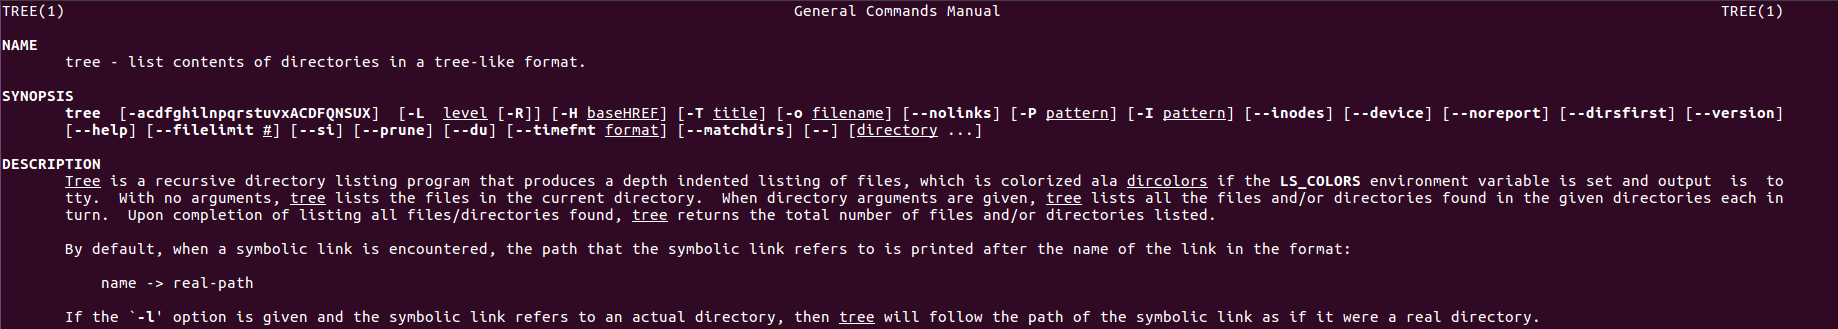 TREE(1) General Commands Manual TREE(1)
NAME
tree - list contents of directories in a tree-like format.
SYNOPSIS
tree [-acdfghilnpqrstuvxACDFQNSUX] [-L level [-R]] [-H baseHREF] [-T title] [-o filename] [--nolinks] [-P pattern] [-I pattern] [--inodes] [--device] [--noreport] [--dirsfirst] [--version]
[--help] [--filelimit #] [--si] [--prune] [--du] [--timefmt format] [--matchdirs] [--] [directory ...]
DESCRIPTION
Tree is a recursive directory listing program that produces a depth indented listing of files, which is colorized ala dircolors if the LS_COLORS environment variable is set and output is to
tty. With no arguments, tree lists the files in the current directory. When directory arguments are given, tree lists all the files and/or directories found in the given directories each in
turn. Upon completion of listing all files/directories found, tree returns the total number of files and/or directories listed.
By default, when a symbolic link is encountered, the path that the symbolic link refers to is printed after the name of the link in the format:
name -> real-path
If the `-l' option is given and the symbolic link refers to an actual directory, then tree will follow the path of the symbolic link as if it were a real directory.